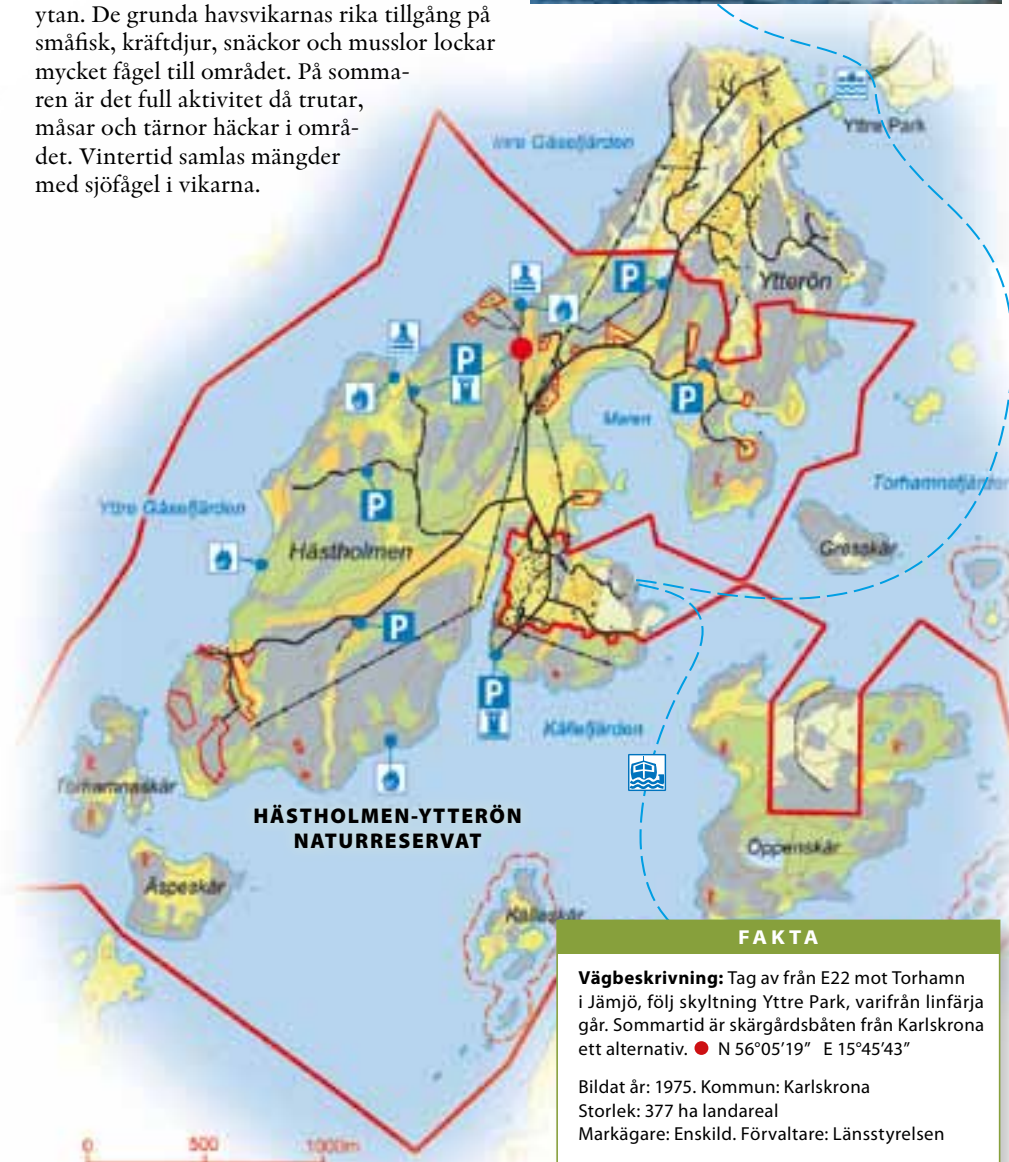 ytan. De grunda havsvikarnas rika tillgång på
småfisk, kräftdjur, snäckor och musslor lockar
mycket fågel till området. På somma-
ren är det full aktivitet då trutar,
måsar och tärnor häckar i områ-
det. Vintertid samlas mängder
med sjöfågel i vikarna.
Yttre Park
Inre Gåsefjärden
P
Ytterön
P
P
Maren
Torhamnsfjärden
Yttre Gåsefjärden
P
Hästholmen
Gresskär
P
P
Källefjärden
Torhamnaskär
HÄSTHOLMEN-YTTERÖN
NATURRESERVAT
Öppenskär
Äspeskär
Källeskär
FAKTA
Vägbeskrivning: Tag av från E22 mot Torhamn
i Jämjö, följ skyltning Yttre Park, varifrån linfärja
går. Sommartid är skärgårdsbåten från Karlskrona
ett alternativ. ● N 56°05’19” E 15°45’43”
Bildat år: 1975. Kommun: Karlskrona
Storlek: 377 ha landareal
Markägare: Enskild. Förvaltare: Länsstyrelsen
0 500 1000m